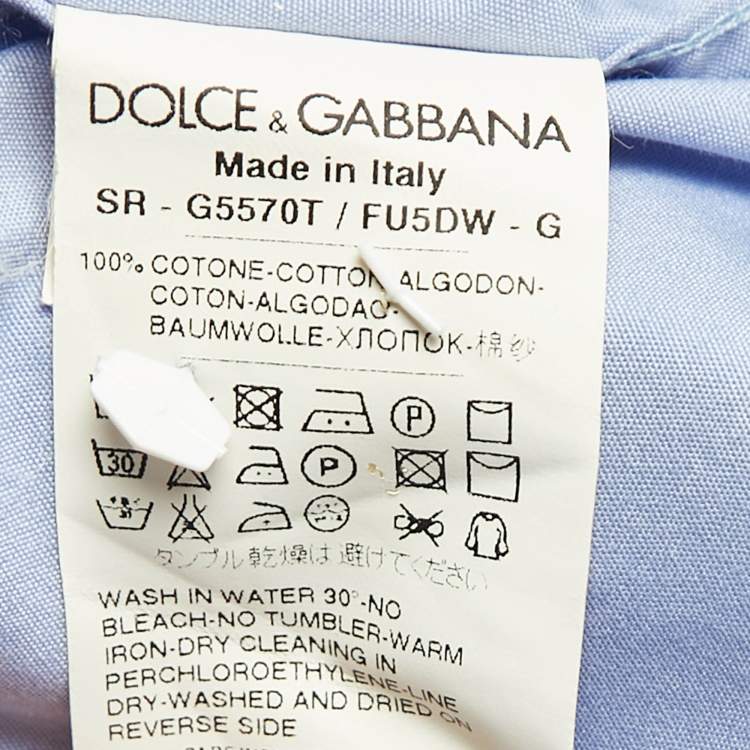 DOLCE & GABBANA
Made in Italy
SR - G5570T / FU5DW - G
100% COTONE-COTTON ALGODON-
COTON-ALGODAO-
BAUMWOLLE-ХЛОПОК-棉纱
P
30 P
タンブル乾燥は避けてください
WASH IN WATER 30°-NO
BLEACH-NO TUMBLER-WARM
IRON-DRY CLEANING IN
PERCHLOROETHYLENE-LINE
DRY-WASHED AND DRIED ON
REVERSE SIDE